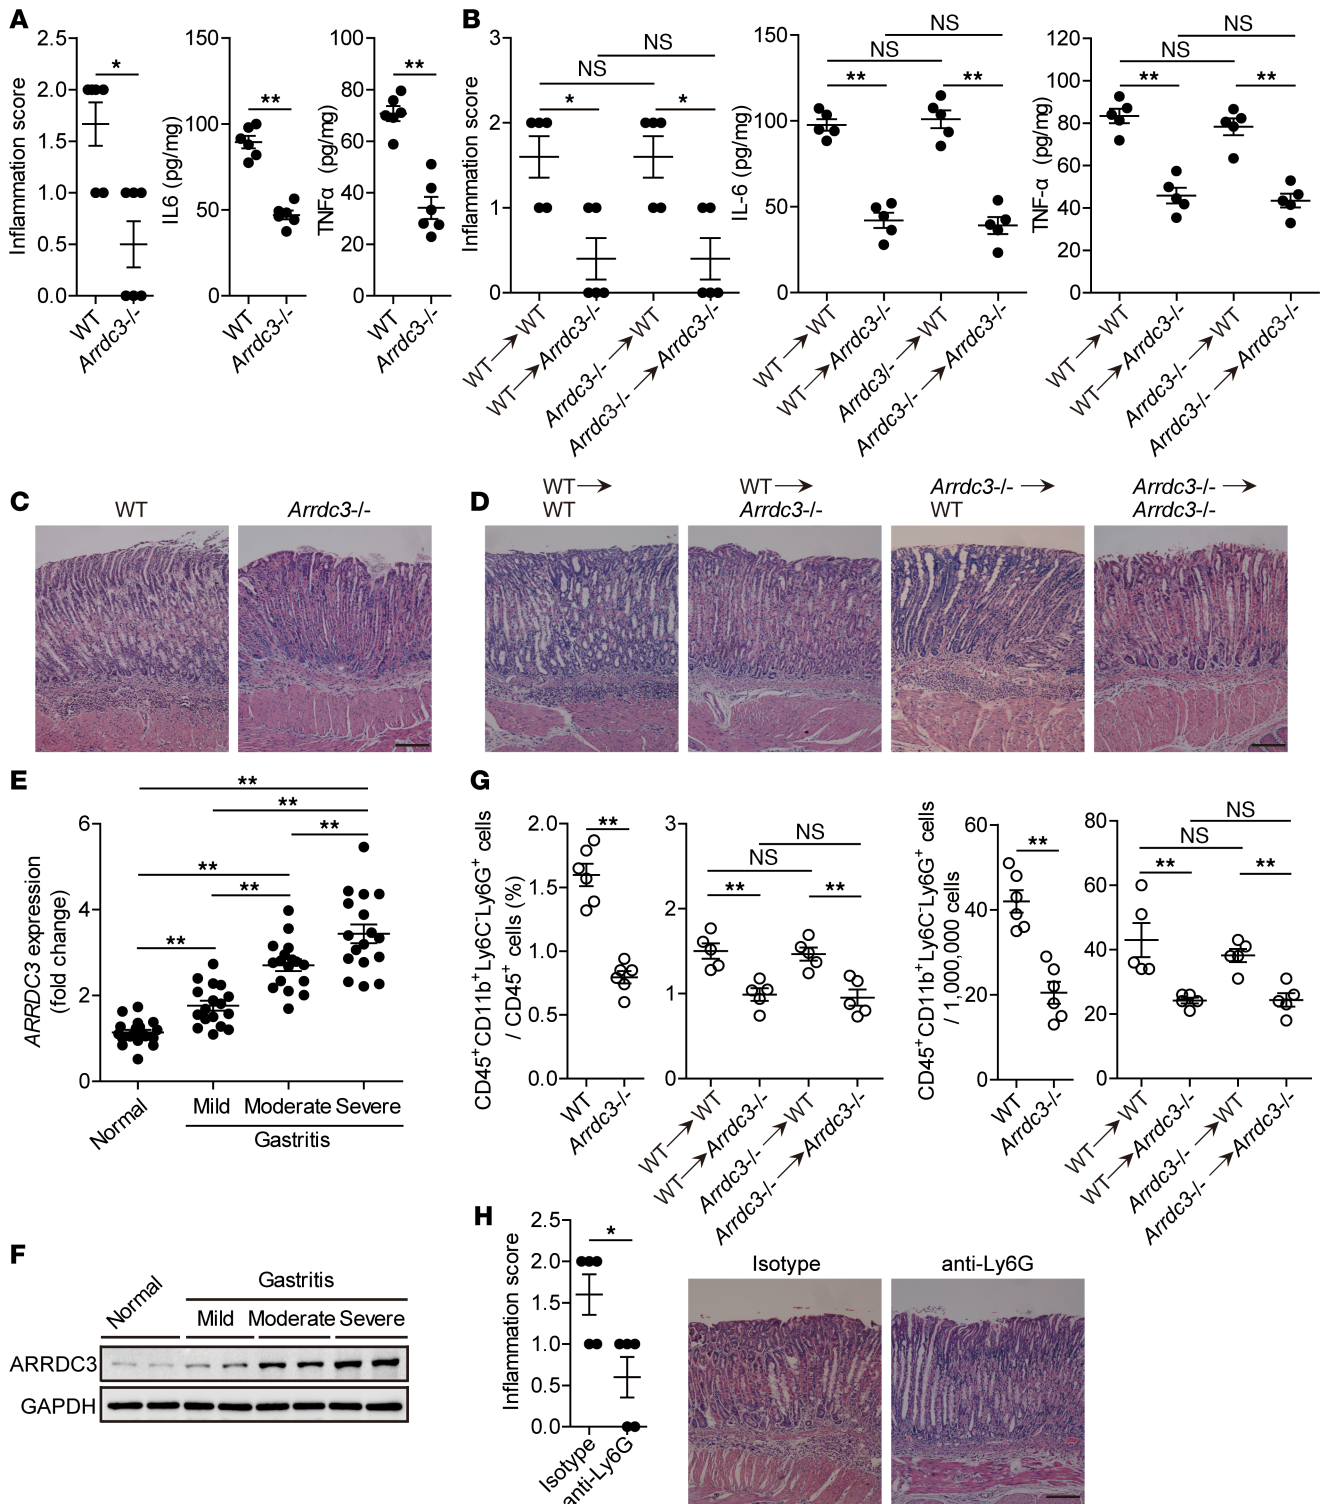 A
Inflammation score
2.5
2.0
1.5
1.0
0.5
0.0
*
WT
Arrdc3-/-
IL6 (pg/mg)
150
100
50
0
**
WT
Arrdc3-/-
TNFα (pg/mg)
100
80
60
40
20
0
**
WT
Arrdc3-/-
B
Inflammation score
3
2
1
0
NS
NS
*
*
WT → WT
WT → Arrdc3-/-
Arrdc3-/- → WT
Arrdc3-/- → Arrdc3-/-
IL-6 (pg/mg)
150
100
50
0
NS
NS
**
**
WT → WT
WT → Arrdc3-/-
Arrdc3/- → WT
Arrdc3-/- → Arrdc3-/-
TNF-α (pg/mg)
120
100
80
60
40
20
0
NS
NS
**
**
WT → WT
WT → Arrdc3-/-
Arrdc3-/- → WT
Arrdc3-/- → Arrdc3-/-
C
WT
Arrdc3-/-
D
WT →
WT
WT →
Arrdc3-/-
Arrdc3-/- →
WT
Arrdc3-/- →
Arrdc3-/-
E
ARRDC3 expression
(fold change)
6
4
2
0
**
**
**
**
**
**
Normal
Mild
Moderate
Severe
Gastritis
F
Normal
Gastritis
Mild
Moderate
Severe
ARRDC3
GAPDH
G
CD45+CD11b+Ly6C-Ly6G+ cells
/ CD45+ cells (%)
2.0
1.5
1.0
0.5
0.0
**
WT
Arrdc3-/-
3
2
1
0
NS
NS
**
**
WT → WT
WT → Arrdc3-/-
Arrdc3-/- → WT
Arrdc3-/- → Arrdc3-/-
CD45+CD11b+Ly6C-Ly6G+ cells
/ 1,000,000 cells
60
40
20
0
**
WT
Arrdc3-/-
80
60
40
20
0
NS
NS
**
**
WT → WT
WT → Arrdc3-/-
Arrdc3-/- → WT
Arrdc3-/- → Arrdc3-/-
H
Inflammation score
2.5
2.0
1.5
1.0
0.5
0.0
*
Isotype
anti-Ly6G
Isotype
anti-Ly6G